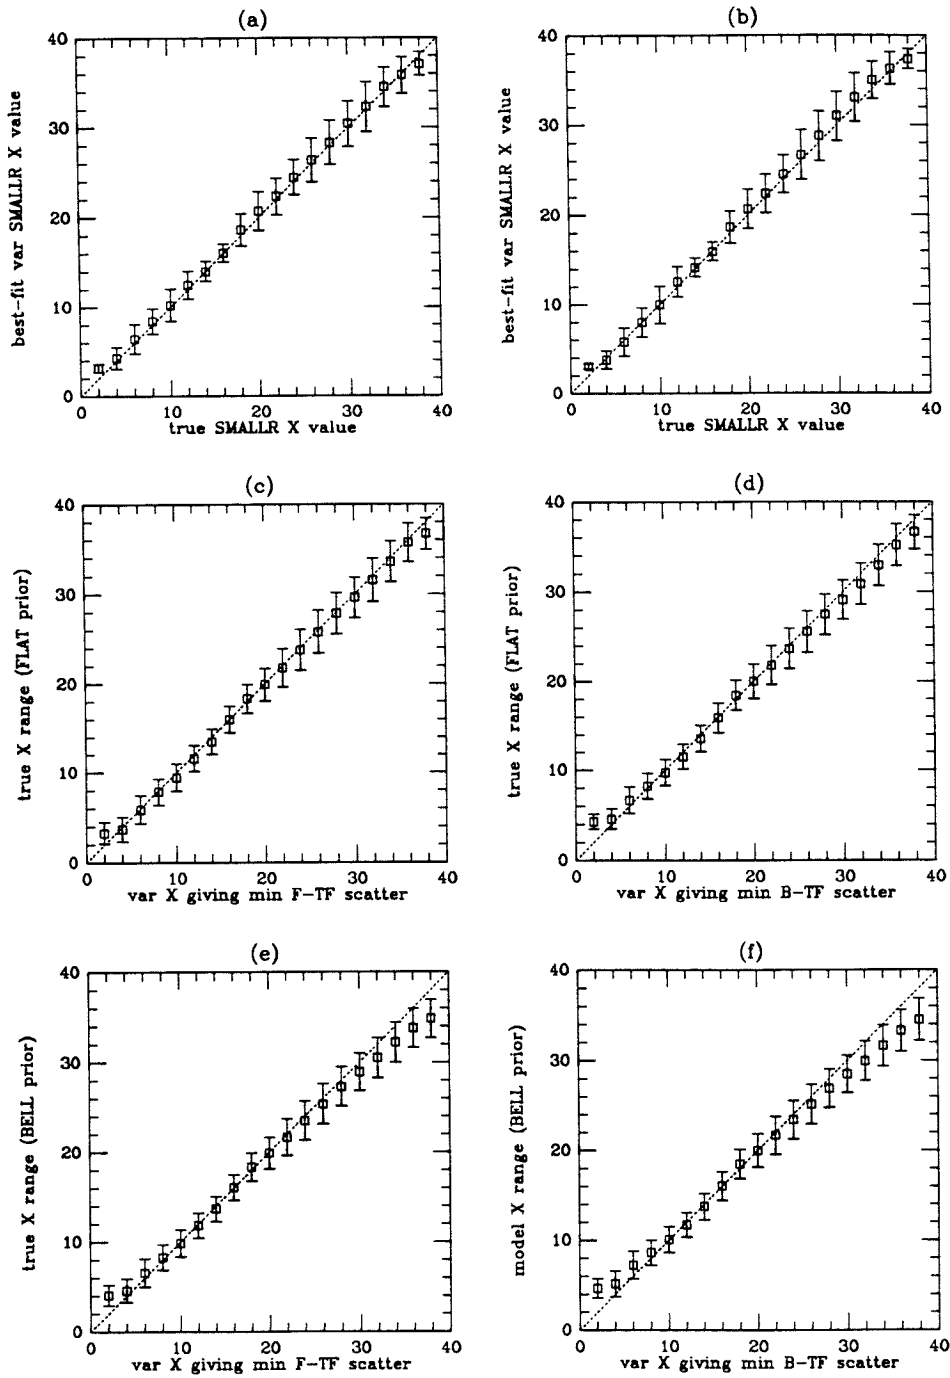 (a)
best-fit var SMALLR X value
40
30
20
10
0
0 10 20 30 40
true SMALLR X value
(b)
best-fit var SMALLR X value
40
30
20
10
0
0 10 20 30 40
true SMALLR X value
(c)
true X range (FLAT prior)
40
30
20
10
0
0 10 20 30 40
var X giving min F-TF scatter
(d)
true X range (FLAT prior)
40
30
20
10
0
0 10 20 30 40
var X giving min B-TF scatter
(e)
true X range (BELL prior)
40
30
20
10
0
0 10 20 30 40
var X giving min F-TF scatter
(f)
model X range (BELL prior)
40
30
20
10
0
0 10 20 30 40
var X giving min B-TF scatter